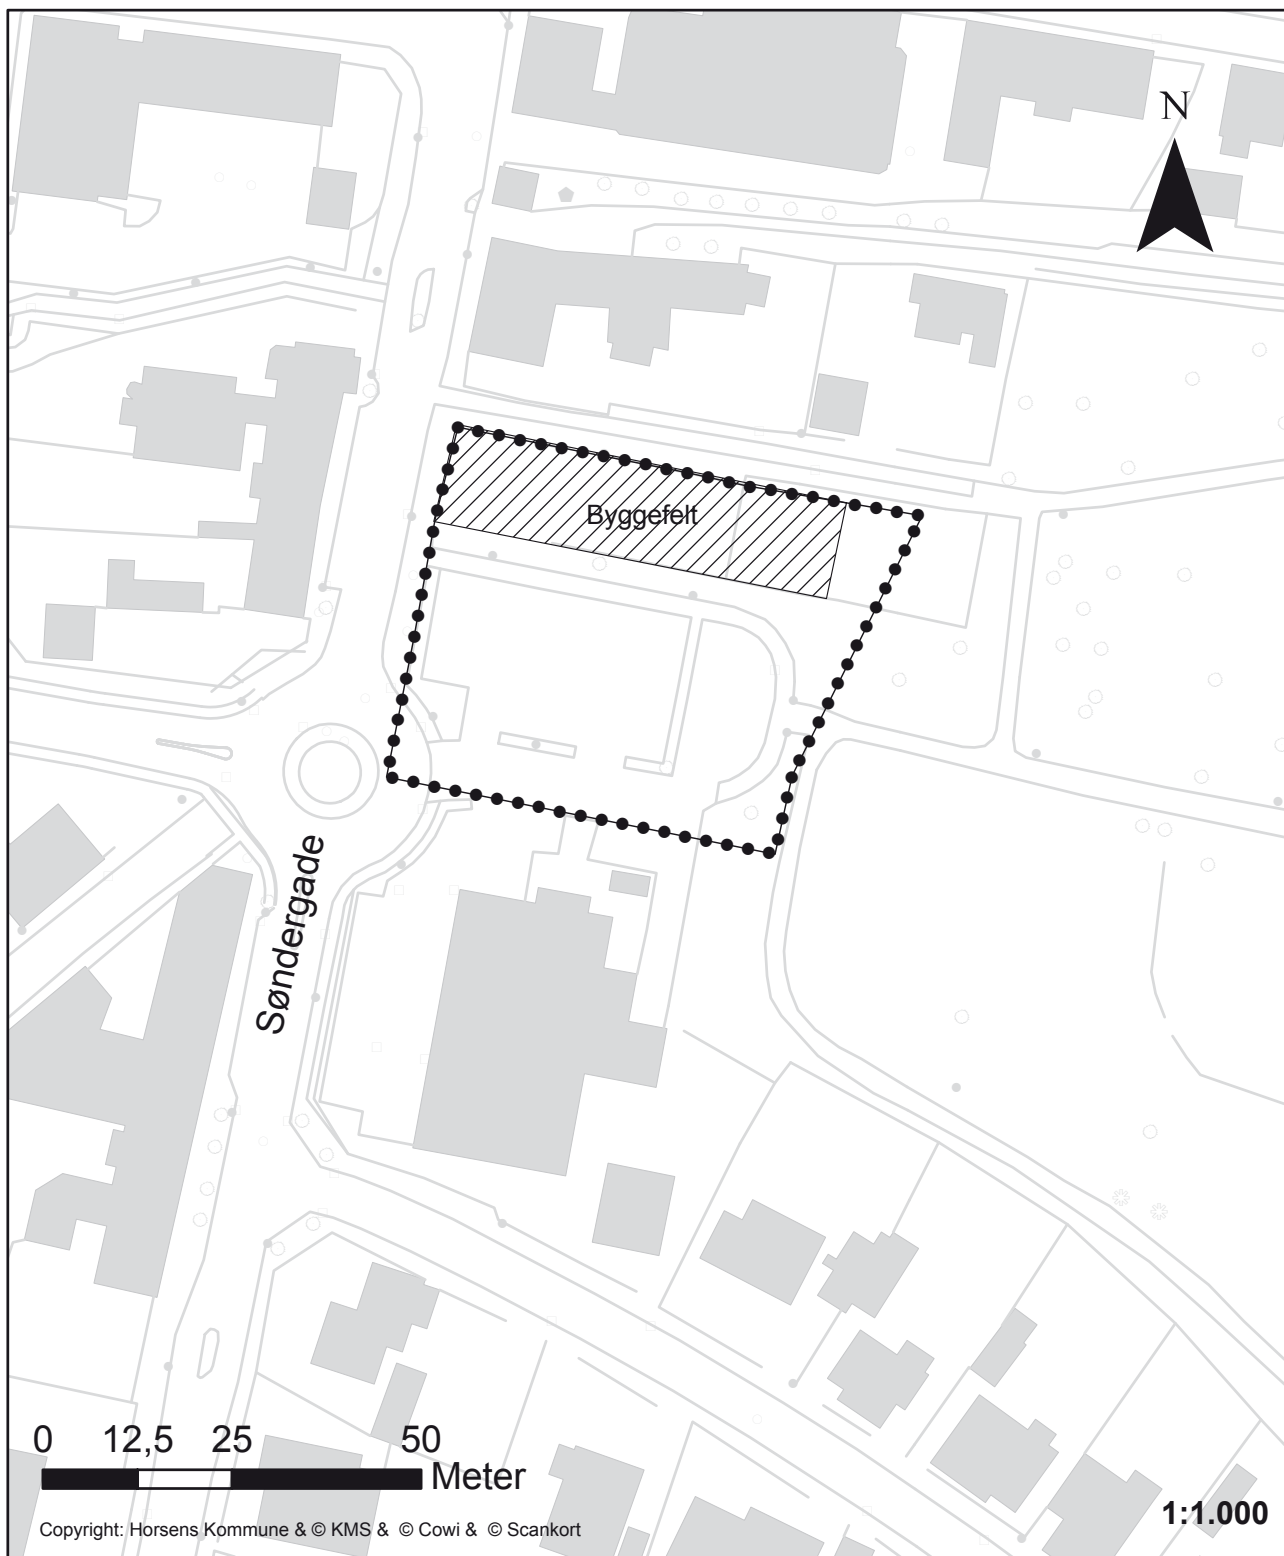 N
Byggefelt
Søndergade
0 12,5 25 50
Meter
Copyright: Horsens Kommune & © KMS & © Cowi & © Scankort
1:1.000